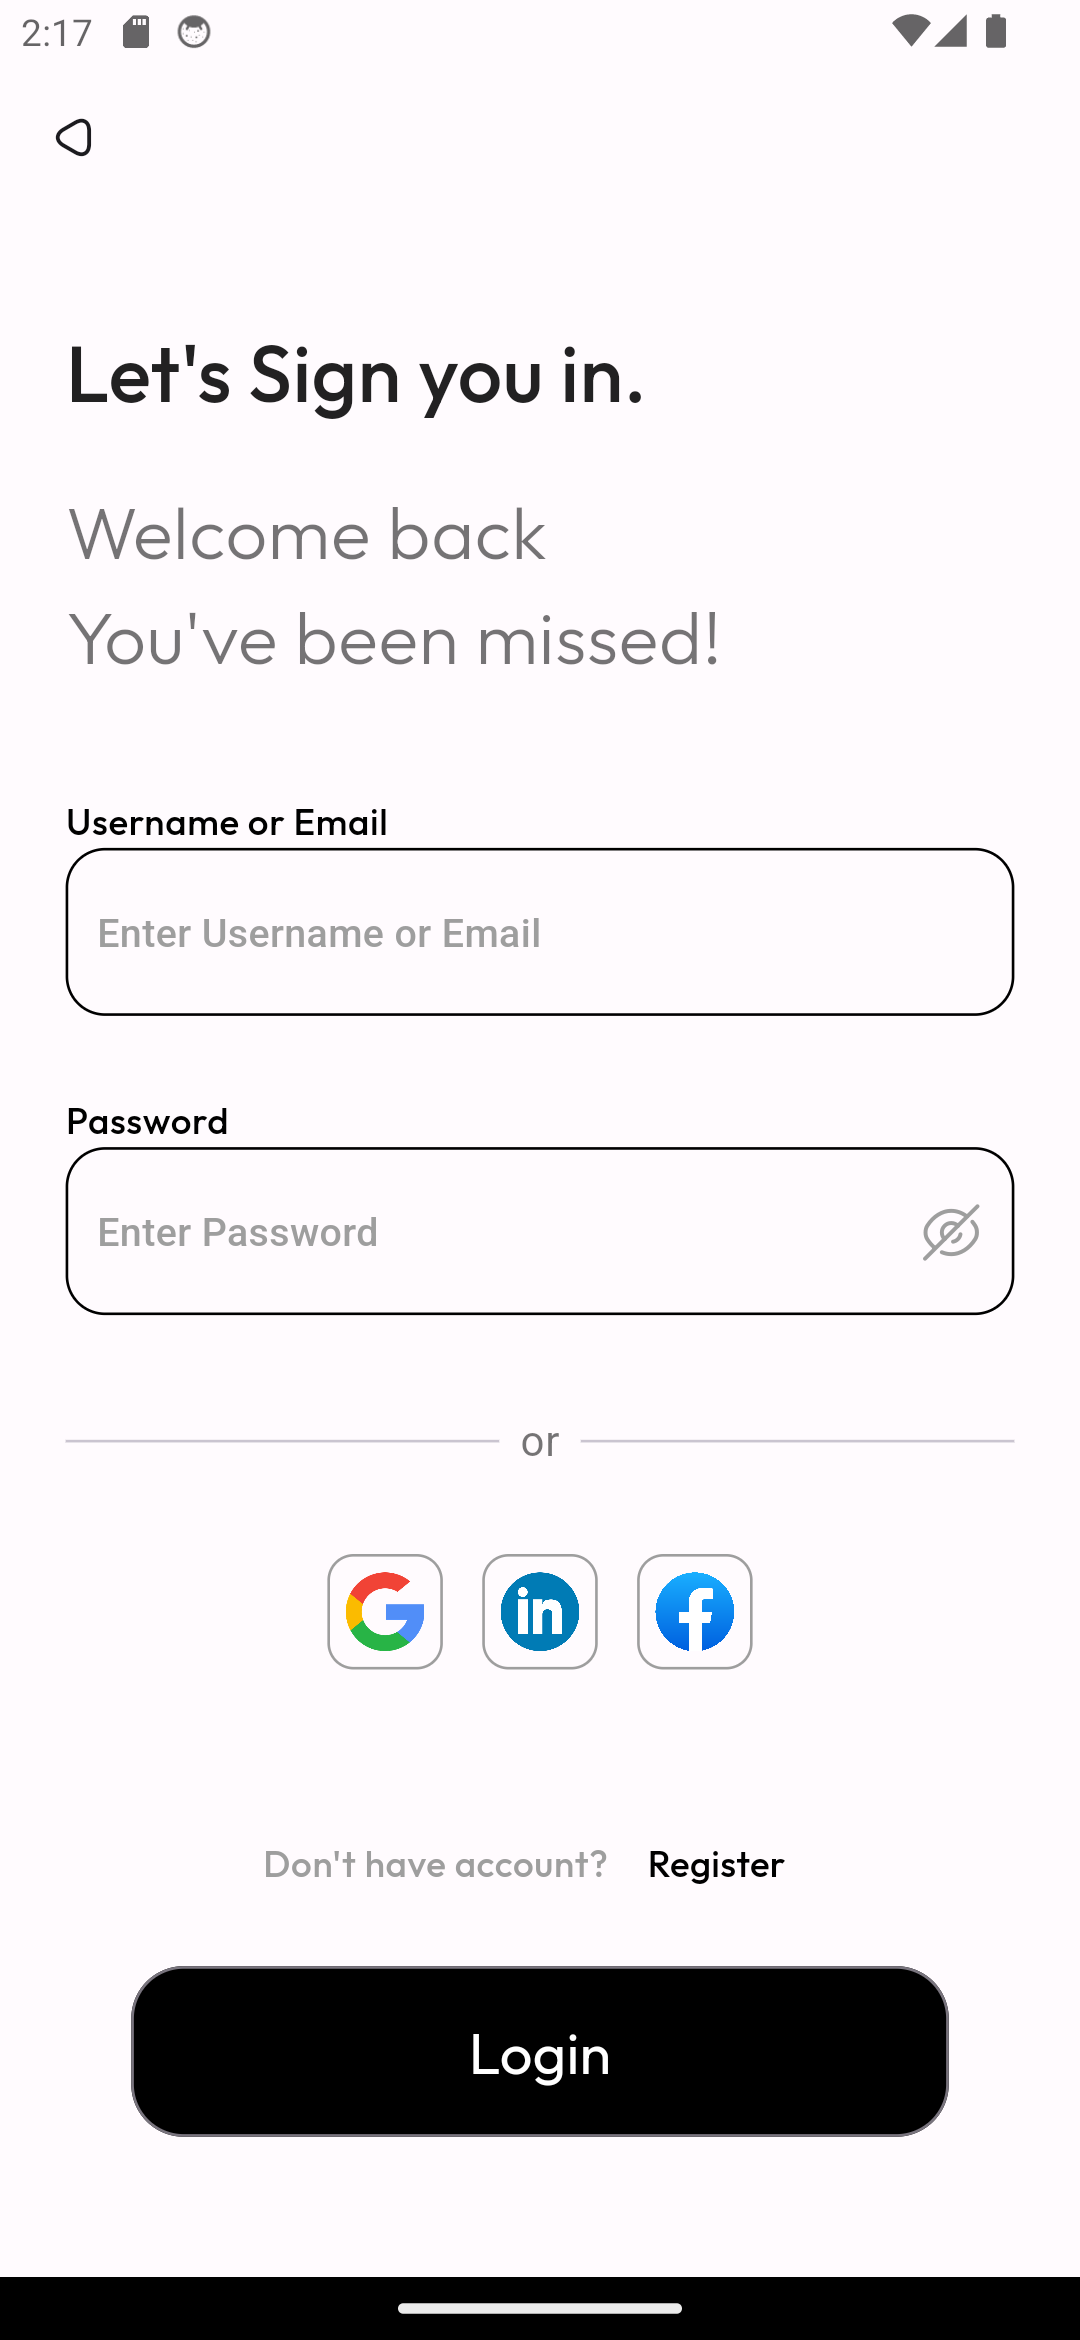 2:17
Let's Sign you in.
Welcome back
You've been missed!
Username or Email
Enter Username or Email
Password
Enter Password
or
in
Don't have account? Register
Login